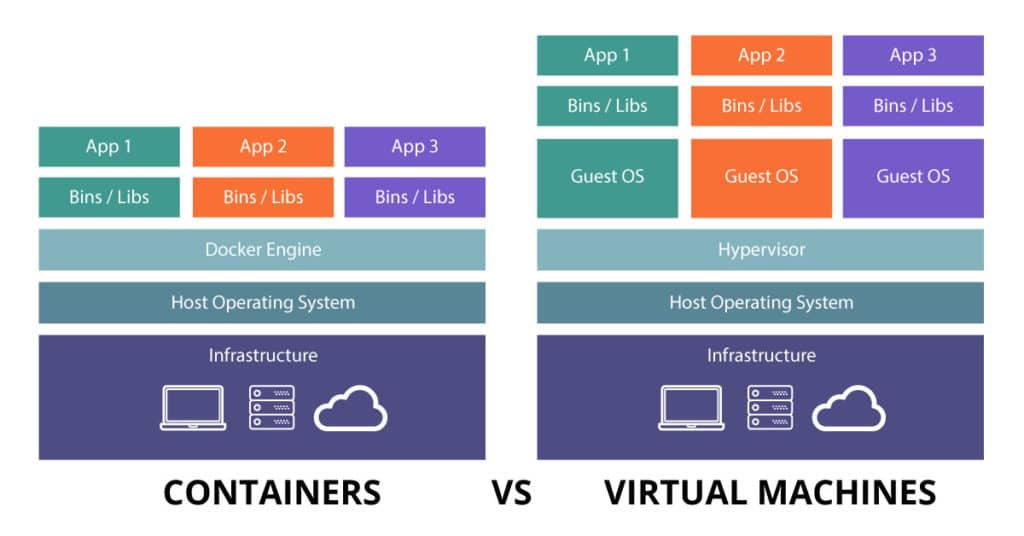 App 1
App 2
App 3
Bins / Libs
Bins / Libs
Bins / Libs
Docker Engine
Host Operating System
Infrastructure
App 1
App 2
App 3
Bins / Libs
Bins / Libs
Bins / Libs
Guest OS
Guest OS
Guest OS
Hypervisor
Host Operating System
Infrastructure
CONTAINERS VS VIRTUAL MACHINES